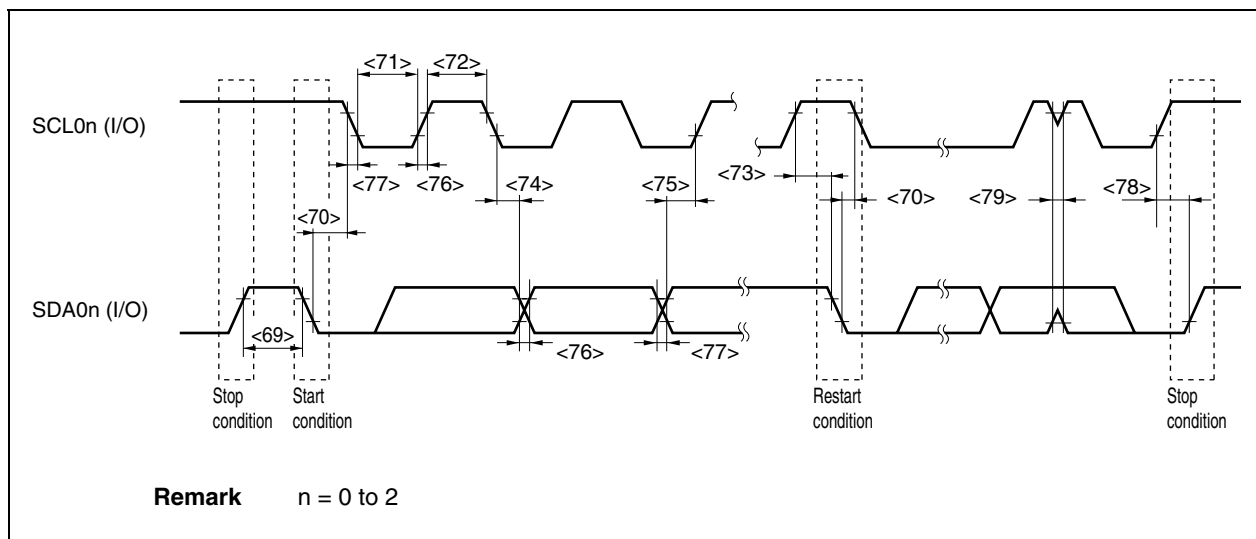 <71>
<72>
SCL0n (I/O)
<77>
<76>
<74>
<75>
<73>
<70>
<79>
<78>
<70>
SDA0n (I/O)
<69>
<76>
<77>
Stop
condition
Start
condition
Restart
condition
Stop
condition
Remark n = 0 to 2